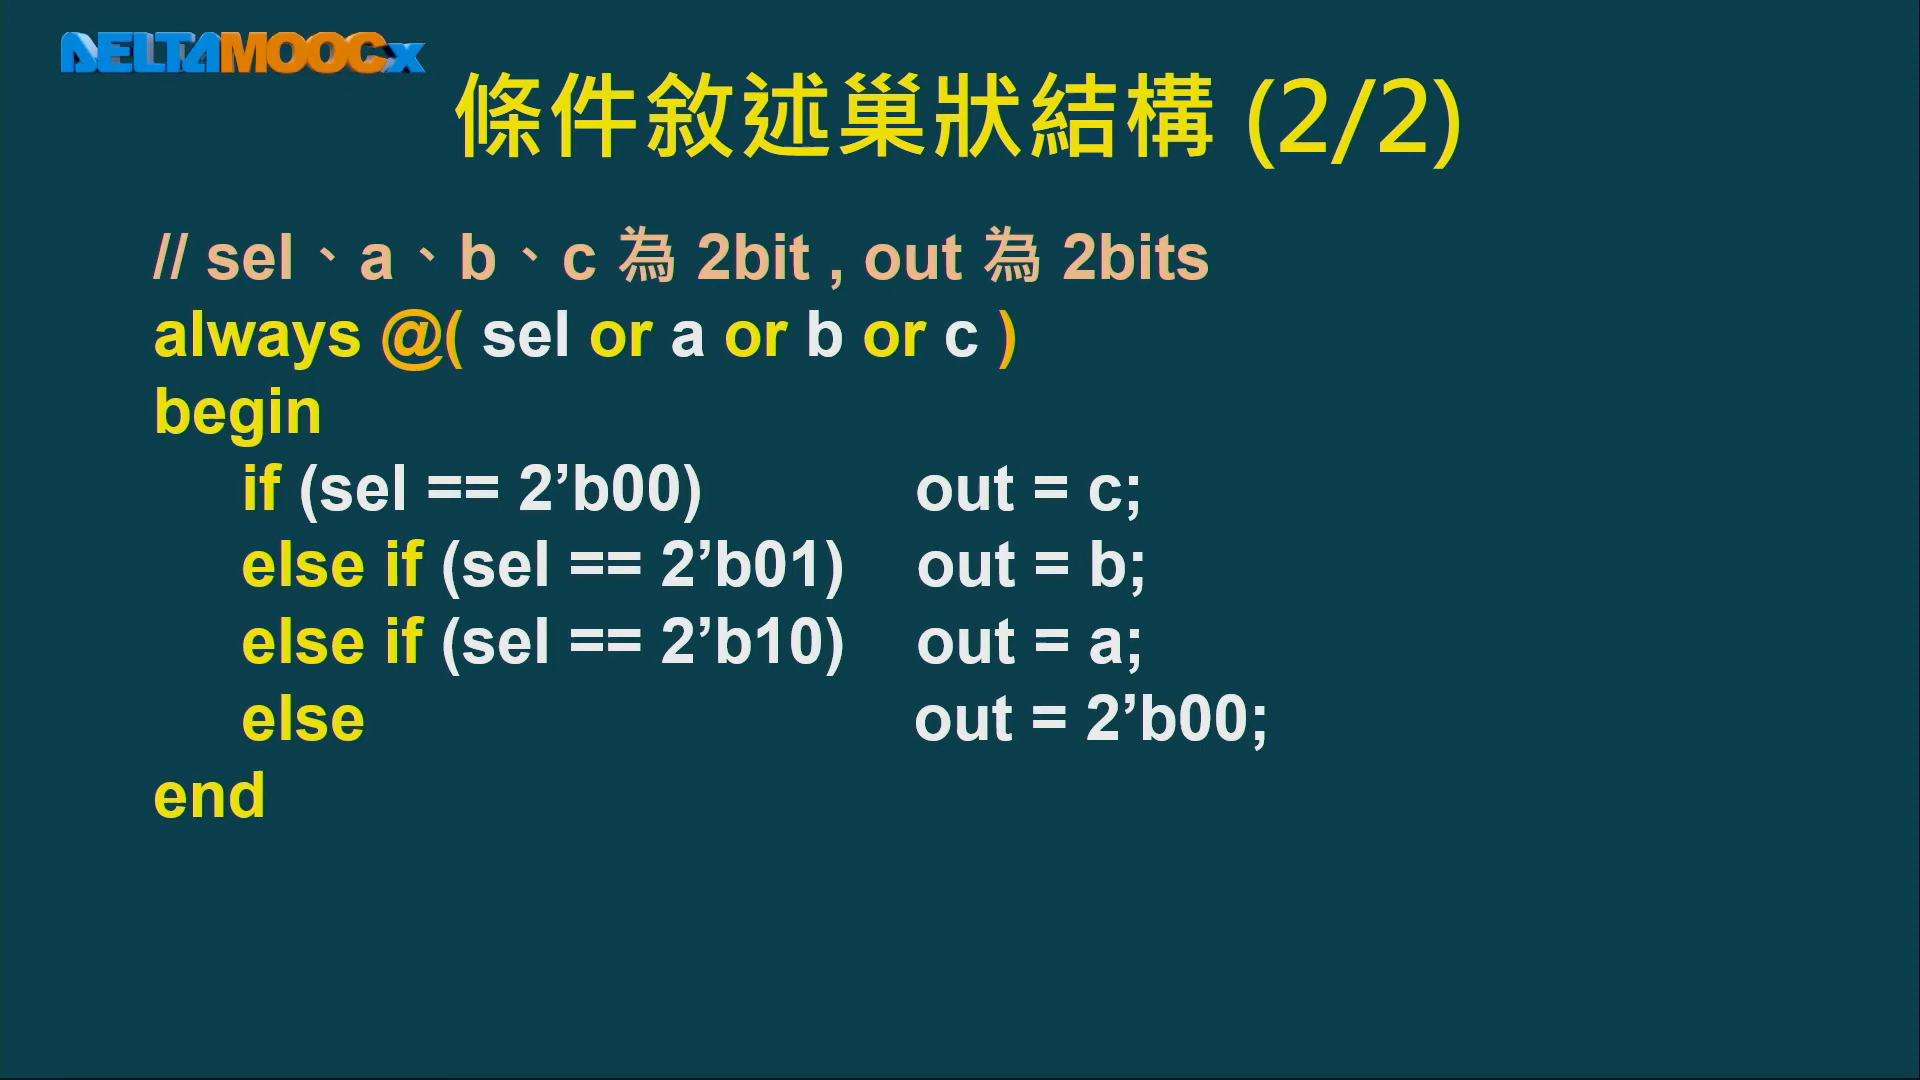 DELTAMOOCx
條件敘述巢狀結構 (2/2)
// sel、a、b、c 為 2bit , out 為 2bits
always @( sel or a or b or c )
begin
if (sel == 2’b00) out = c;
else if (sel == 2’b01) out = b;
else if (sel == 2’b10) out = a;
else out = 2’b00;
end